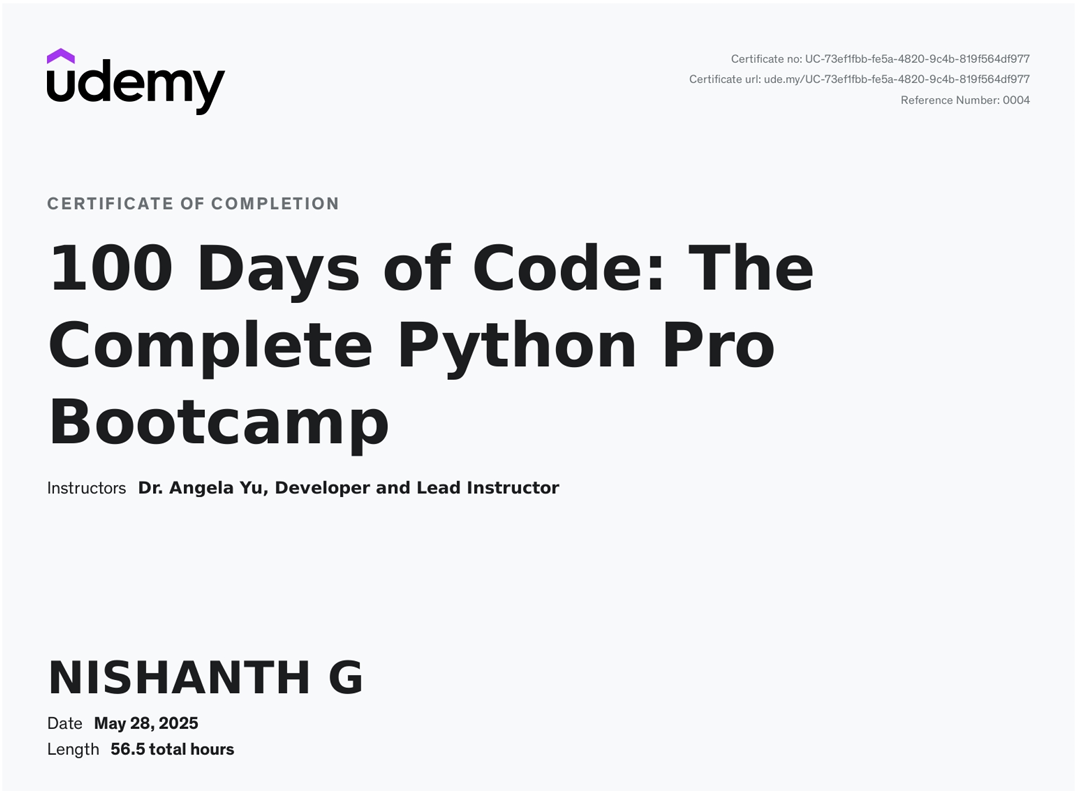 udemy
Certificate no: UC-73ef1fbb-fe5a-4820-9c4b-819f564df977
Certificate url: ude.my/UC-73ef1fbb-fe5a-4820-9c4b-819f564df977
Reference Number: 0004
CERTIFICATE OF COMPLETION
100 Days of Code: The
Complete Python Pro
Bootcamp
Instructors Dr. Angela Yu, Developer and Lead Instructor
NISHANTH G
Date May 28, 2025
Length 56.5 total hours